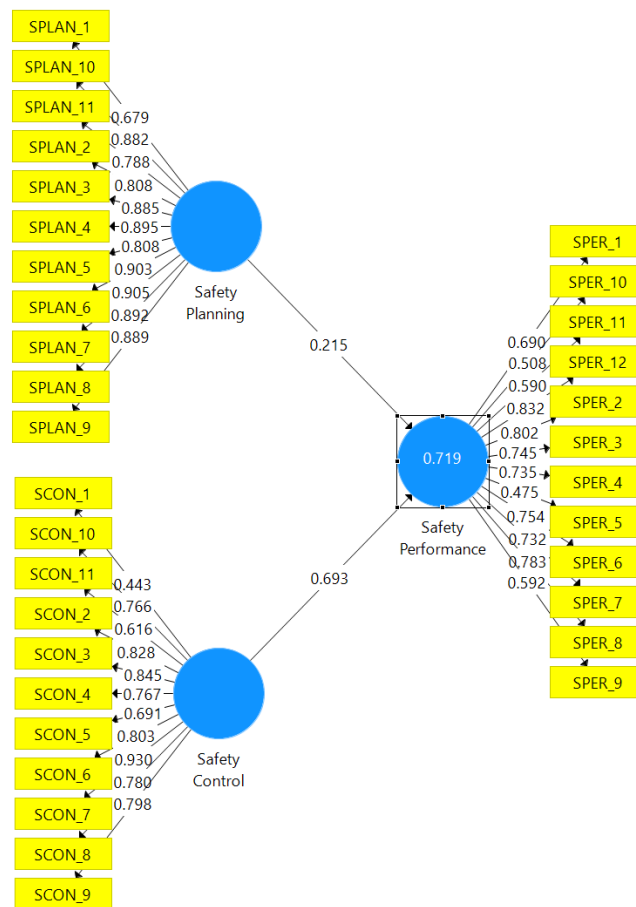 SPLAN_1
SPLAN_10
SPLAN_11
SPLAN_2
SPLAN_3
SPLAN_4
SPLAN_5
SPLAN_6
SPLAN_7
SPLAN_8
SPLAN_9
0.679
0.882
0.788
0.808
0.885
0.895
0.808
0.903
0.905
0.892
0.889
Safety
Planning
0.215
SCON_1
SCON_10
SCON_11
SCON_2
SCON_3
SCON_4
SCON_5
SCON_6
SCON_7
SCON_8
SCON_9
0.443
0.766
0.616
0.828
0.845
0.767
0.691
0.803
0.930
0.780
0.798
Safety
Control
0.693
0.719
Safety
Performance
0.690
0.508
0.590
0.832
0.802
0.745
0.735
0.475
0.754
0.732
0.783
0.592
SPER_1
SPER_10
SPER_11
SPER_12
SPER_2
SPER_3
SPER_4
SPER_5
SPER_6
SPER_7
SPER_8
SPER_9